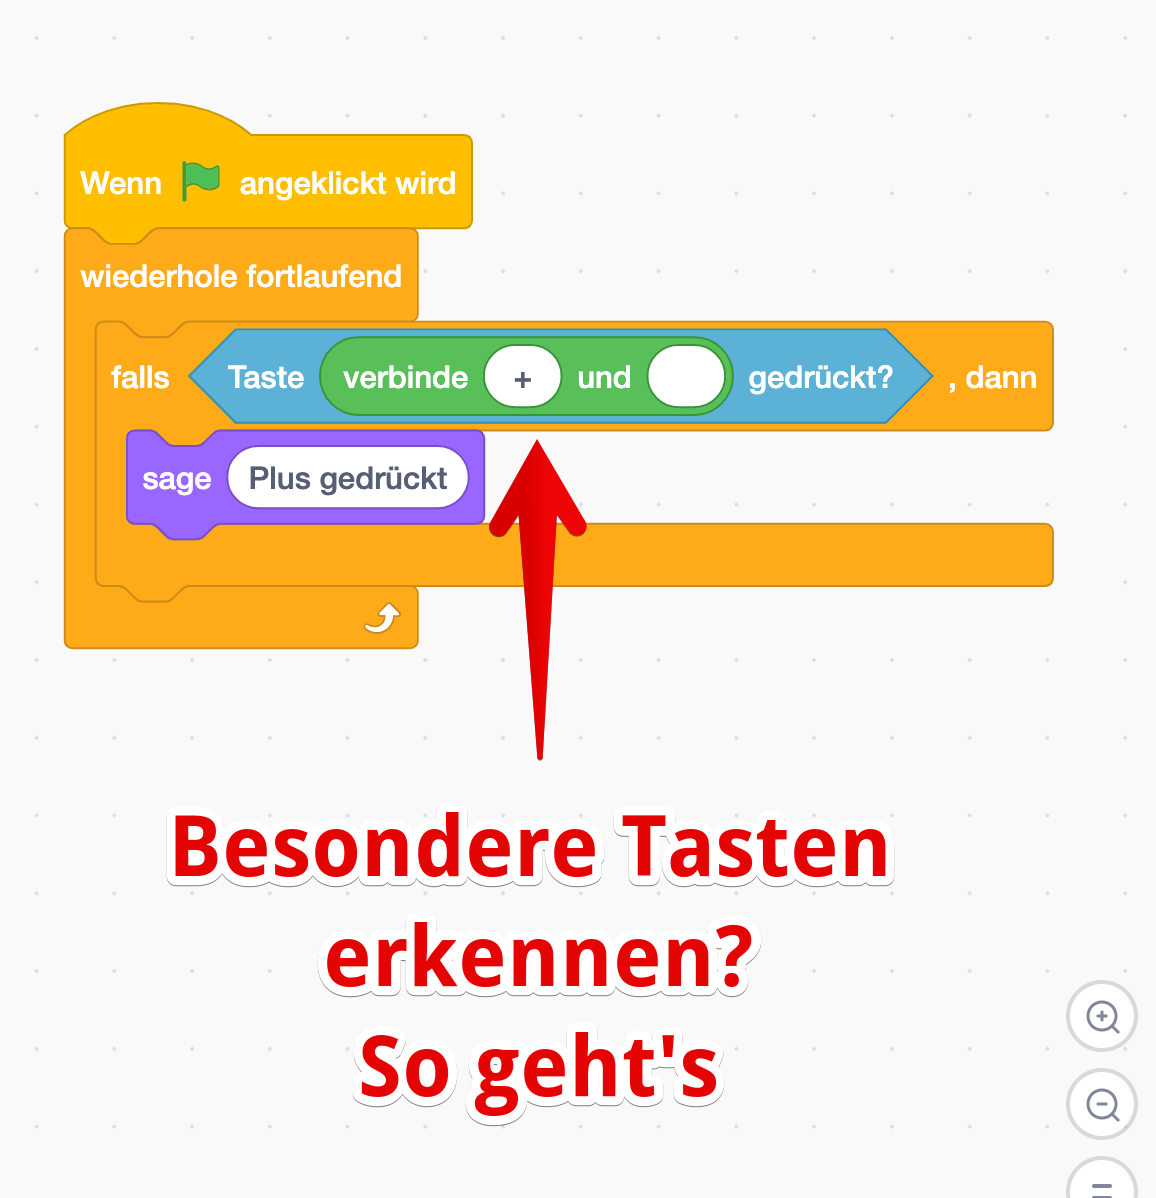 Wenn angeklickt wird
wiederhole fortlaufend
falls Taste verbinde + und gedrückt? , dann
sage Plus gedrückt
Besondere Tasten
erkennen?
So geht's